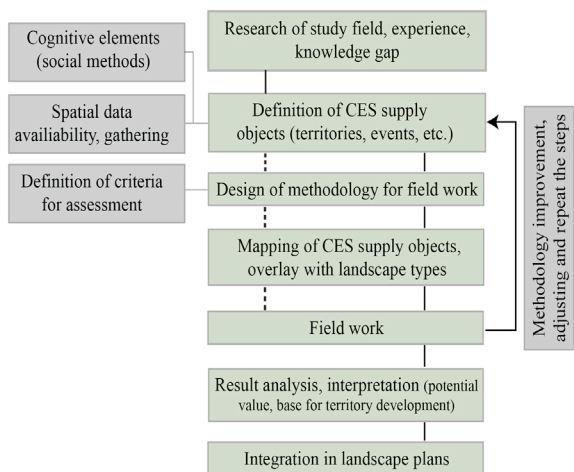 Cognitive elements
(social methods)
Spatial data
availiability, gathering
Definition of criteria
for assessment
Research of study field, experience,
knowledge gap
Definition of CES supply
objects (territories, events, etc.)
Design of methodology for field work
Mapping of CES supply objects,
overlay with landscape types
Field work
Result analysis, interpretation (potential
value, base for territory development)
Integration in landscape plans
Methodology improvement,
adjusting and repeat the steps